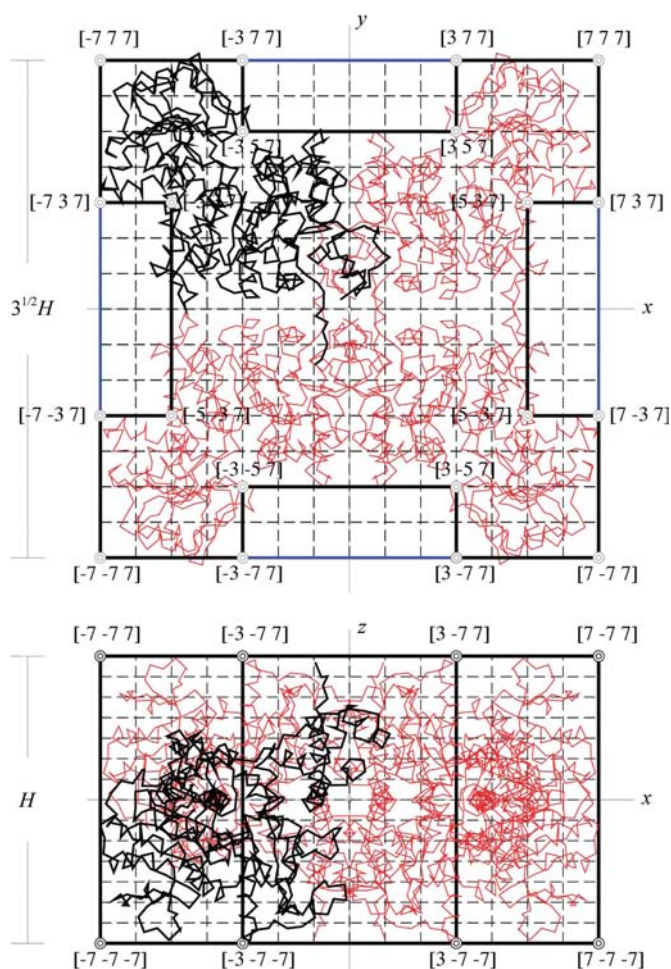 y
[-7 7 7] [-3 7 7] [3 7 7] [7 7 7]
[-3 5 7] [3 5 7]
[-7 3 7] [5 3 7] [7 3 7]
3^1/2H x
[-7 -3 7] [-5 -3 7] [5 -3 7] [7 -3 7]
[-3 -5 7] [3 -5 7]
[-7 -7 7] [-3 -7 7] [3 -7 7] [7 -7 7]
z
[-7 -7 7] [-3 -7 7] [3 -7 7] [7 -7 7]
H x
[-7 -7 -7] [-3 -7 -7] [3 -7 -7] [7 -7 -7]